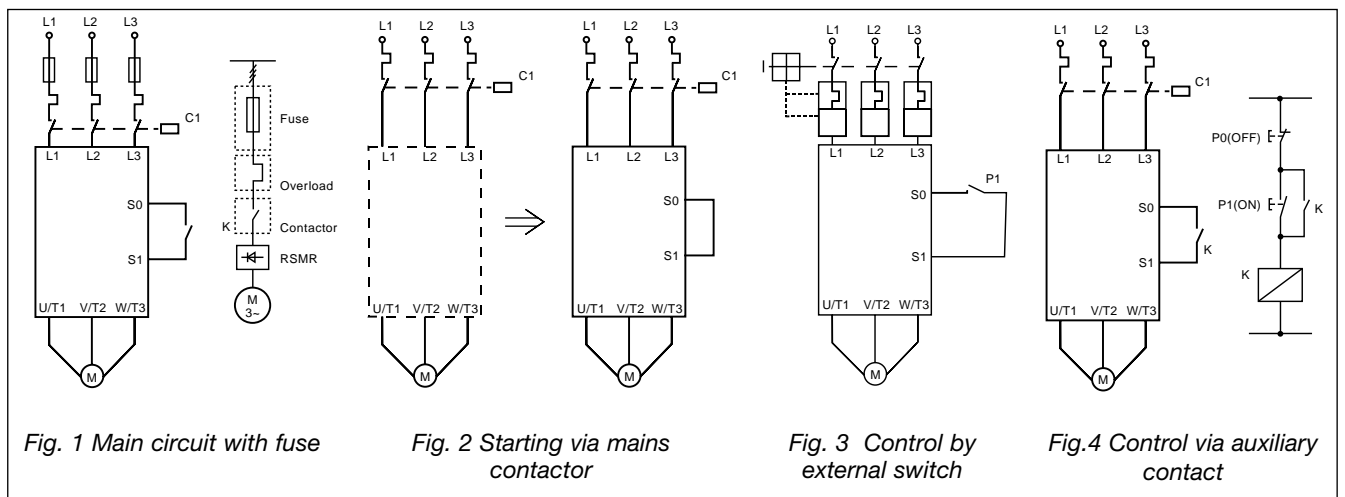 L1 L2 L3
C1
L1 L2 L3
S0
S1
U/T1 V/T2 W/T3
M
Fuse
Overload
K Contactor
RSMR
M
3~
Fig. 1 Main circuit with fuse
L1 L2 L3
L1 L2 L3
U/T1 V/T2 W/T3
M
L1 L2 L3
C1
L1 L2 L3
S0
S1
U/T1 V/T2 W/T3
M
Fig. 2 Starting via mains
contactor
L1 L2 L3
I
L1 L2 L3
P1
S0
S1
U/T1 V/T2 W/T3
M
Fig. 3 Control by
external switch
L1 L2 L3
C1
L1 L2 L3
S0
K
S1
U/T1 V/T2 W/T3
M
P0(OFF)
P1(ON) K
K
Fig.4 Control via auxiliary
contact